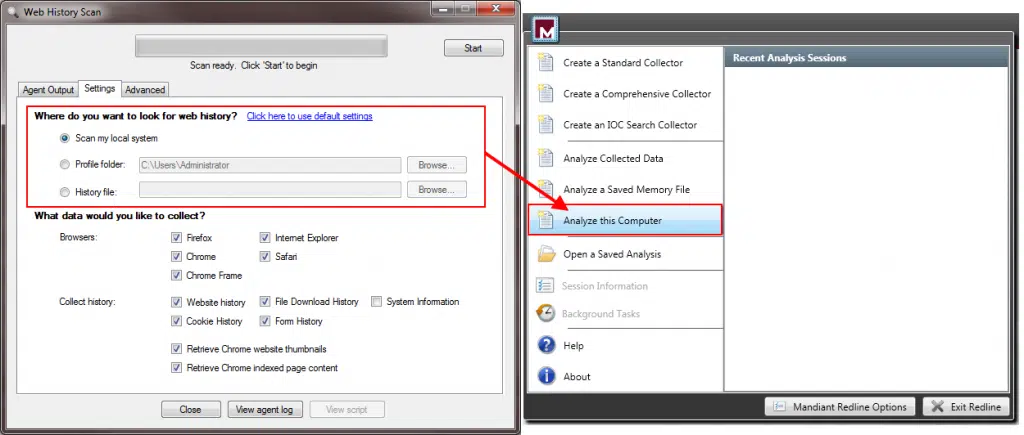 Web History Scan
Start
Scan ready. Click 'Start' to begin
Agent Output Settings Advanced
Where do you want to look for web history? Click here to use default settings
Scan my local system
Profile folder: C:\Users\Administrator Browse...
History file: Browse...
What data would you like to collect?
Browsers: Firefox Internet Explorer
Chrome Safari
Chrome Frame
Collect history: Website history File Download History System Information
Cookie History Form History
Retrieve Chrome website thumbnails
Retrieve Chrome indexed page content
Close View agent log View script
M
Create a Standard Collector
Create a Comprehensive Collector
Create an IOC Search Collector
Analyze Collected Data
Analyze a Saved Memory File
Analyze this Computer
Open a Saved Analysis
Session Information
Background Tasks
Help
About
Recent Analysis Sessions
Mandiant Redline Options Exit Redline